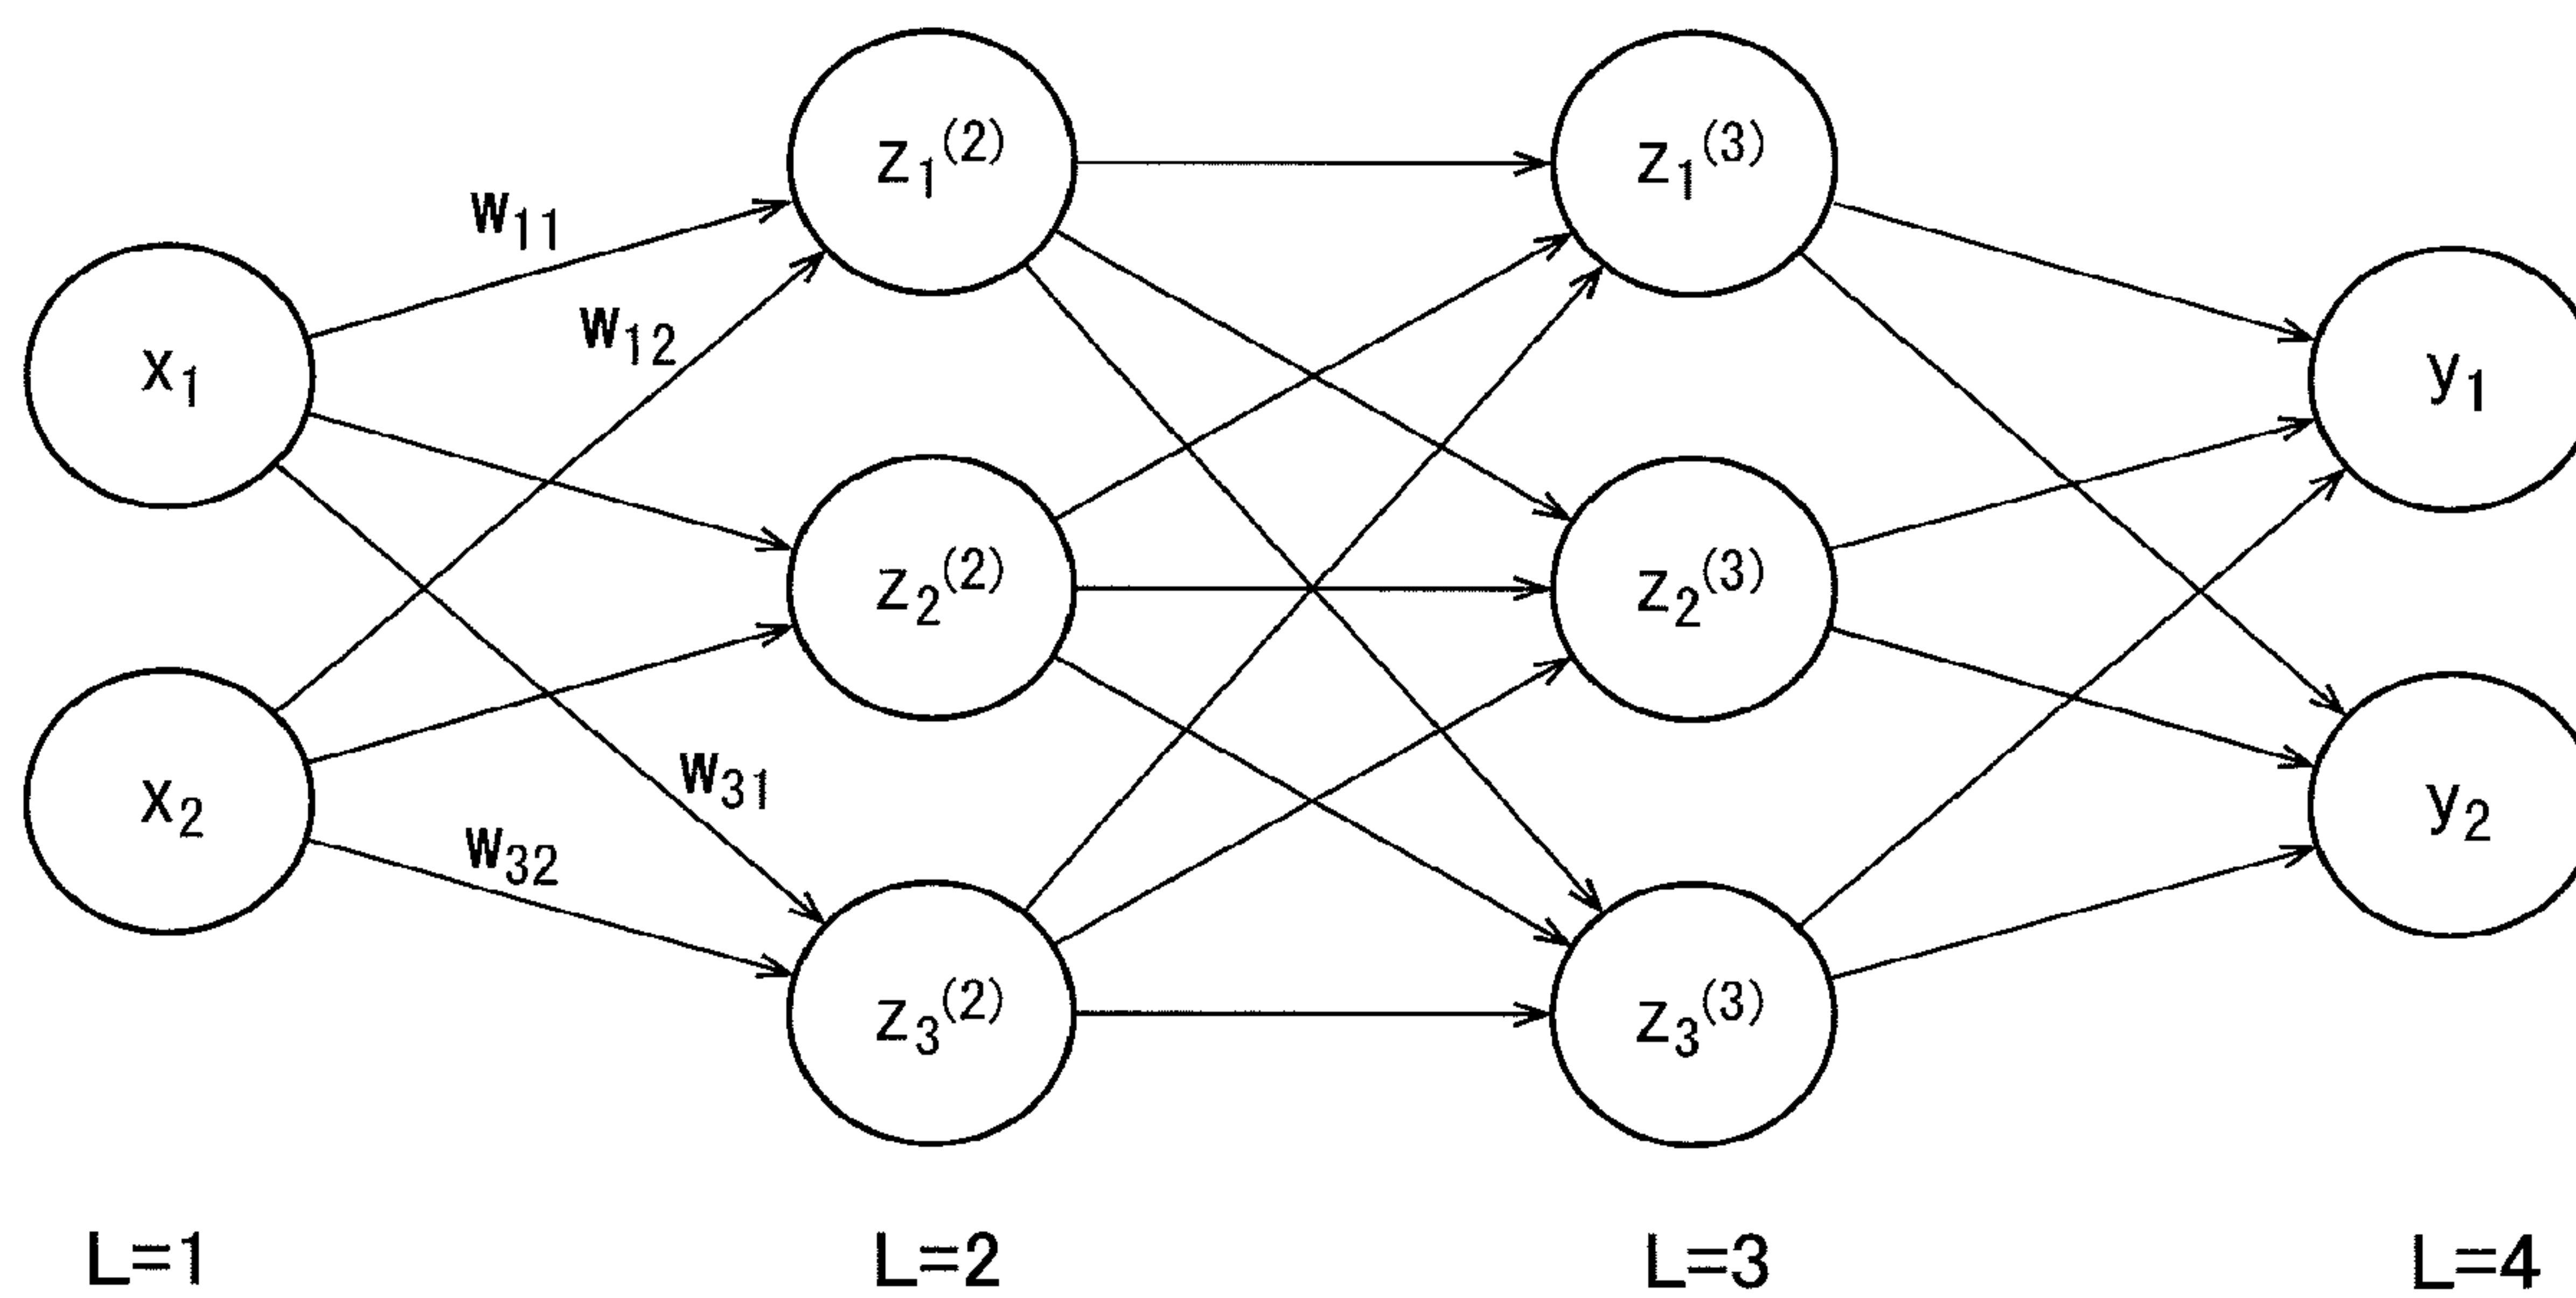 z₁⁽²⁾ z₁⁽³⁾
w₁₁
w₁₂
x₁ y₁
z₂⁽²⁾ z₂⁽³⁾
w₃₁
x₂ y₂
w₃₂
z₃⁽²⁾ z₃⁽³⁾
L=1 L=2 L=3 L=4